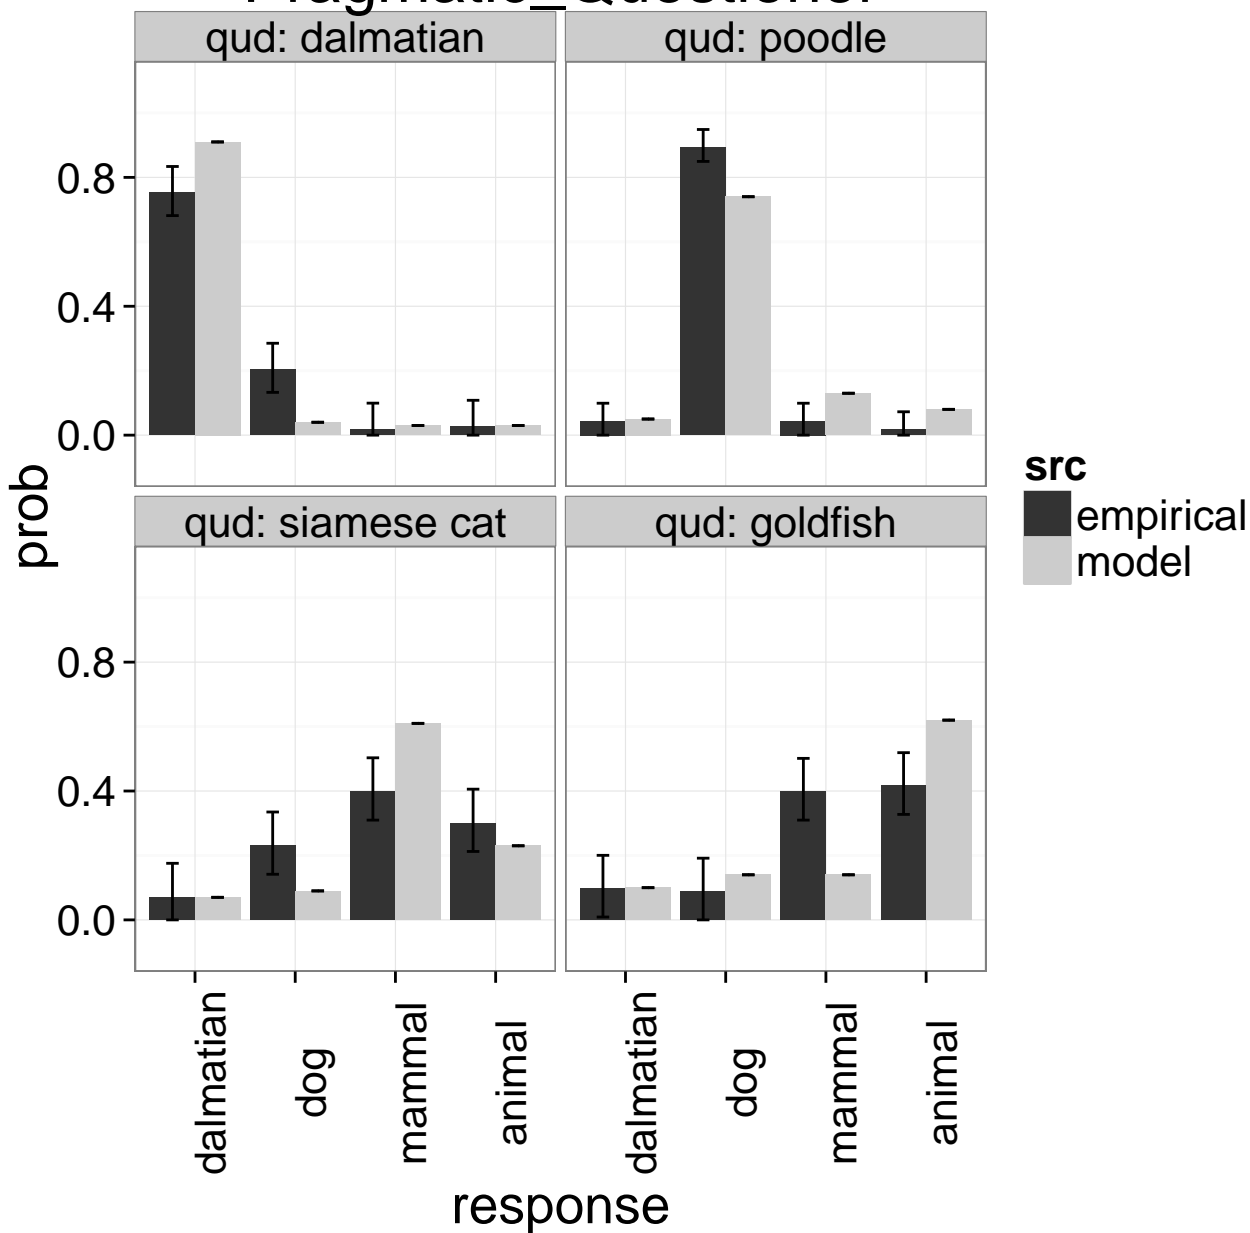 Pragmatic_Questioner
qud: dalmatian
qud: poodle
0.8
0.4
0.0
qud: siamese cat
qud: goldfish
0.8
0.4
0.0
prob
dalmatian
dog
mammal
animal
dalmatian
dog
mammal
animal
response
src
empirical
model